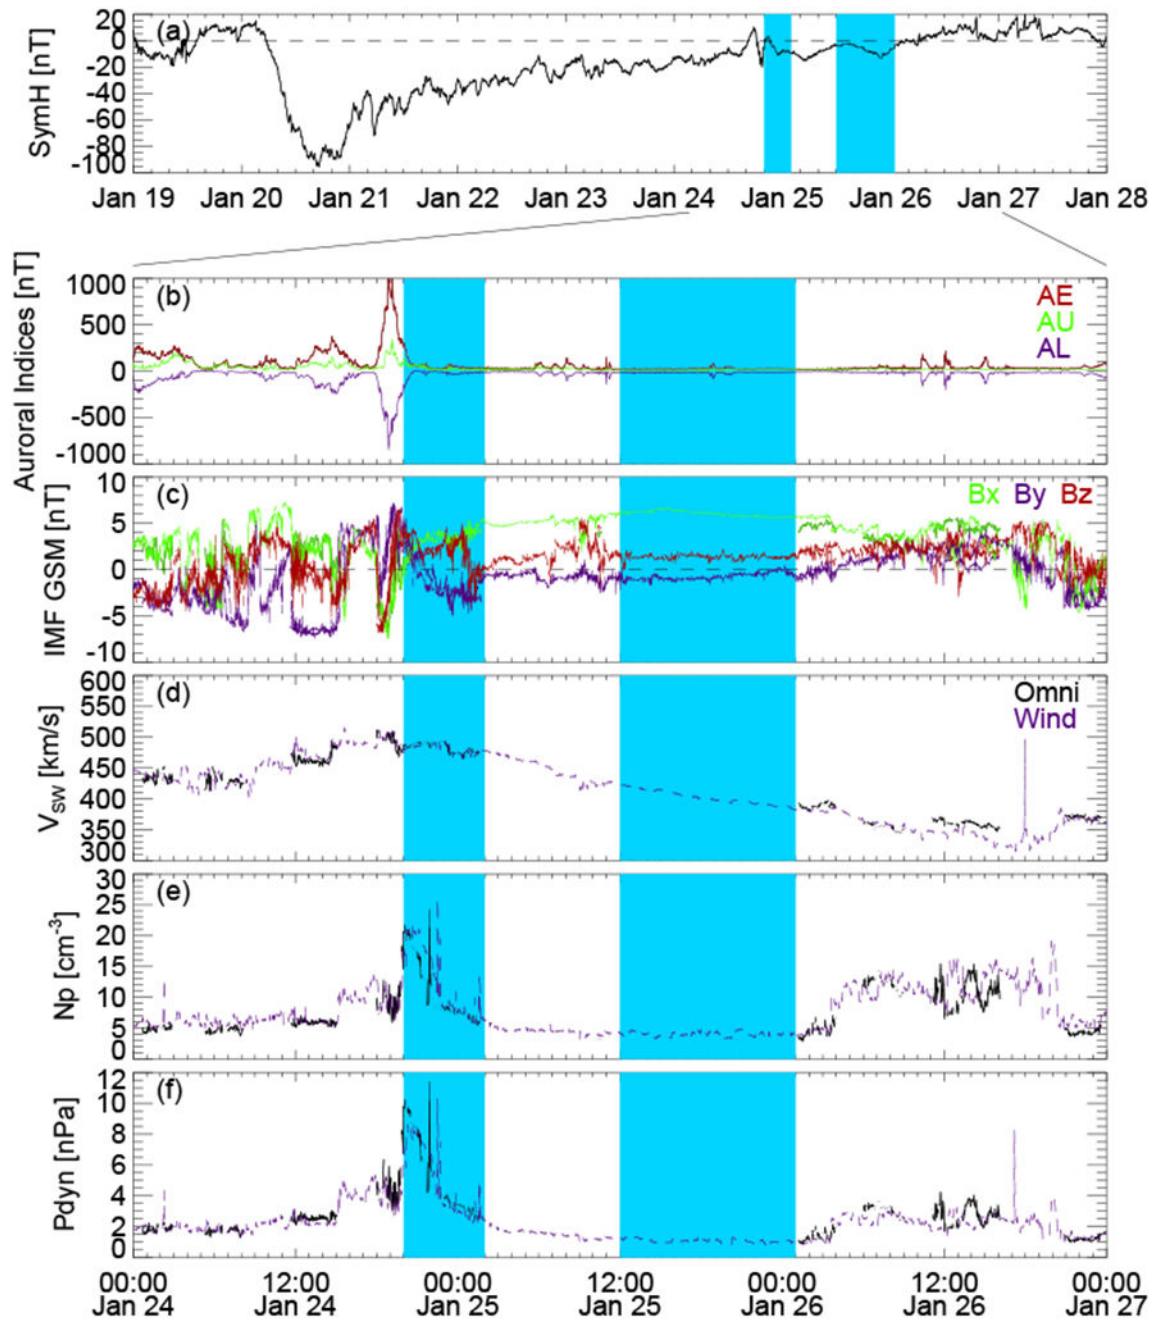 (a)
SymH [nT]
20
0
-20
-40
-60
-80
-100
Jan 19 Jan 20 Jan 21 Jan 22 Jan 23 Jan 24 Jan 25 Jan 26 Jan 27 Jan 28
(b)
AE
AU
AL
Auroral Indices [nT]
1000
500
0
-500
-1000
(c)
Bx By Bz
IMF GSM [nT]
10
5
0
-5
-10
(d)
Omni
Wind
VSW [km/s]
600
550
500
450
400
350
300
(e)
Np [cm-3]
30
25
20
15
10
5
0
(f)
Pdyn [nPa]
12
10
8
6
4
2
0
00:00 12:00 00:00 12:00 00:00 12:00 00:00
Jan 24 Jan 24 Jan 25 Jan 25 Jan 26 Jan 26 Jan 27